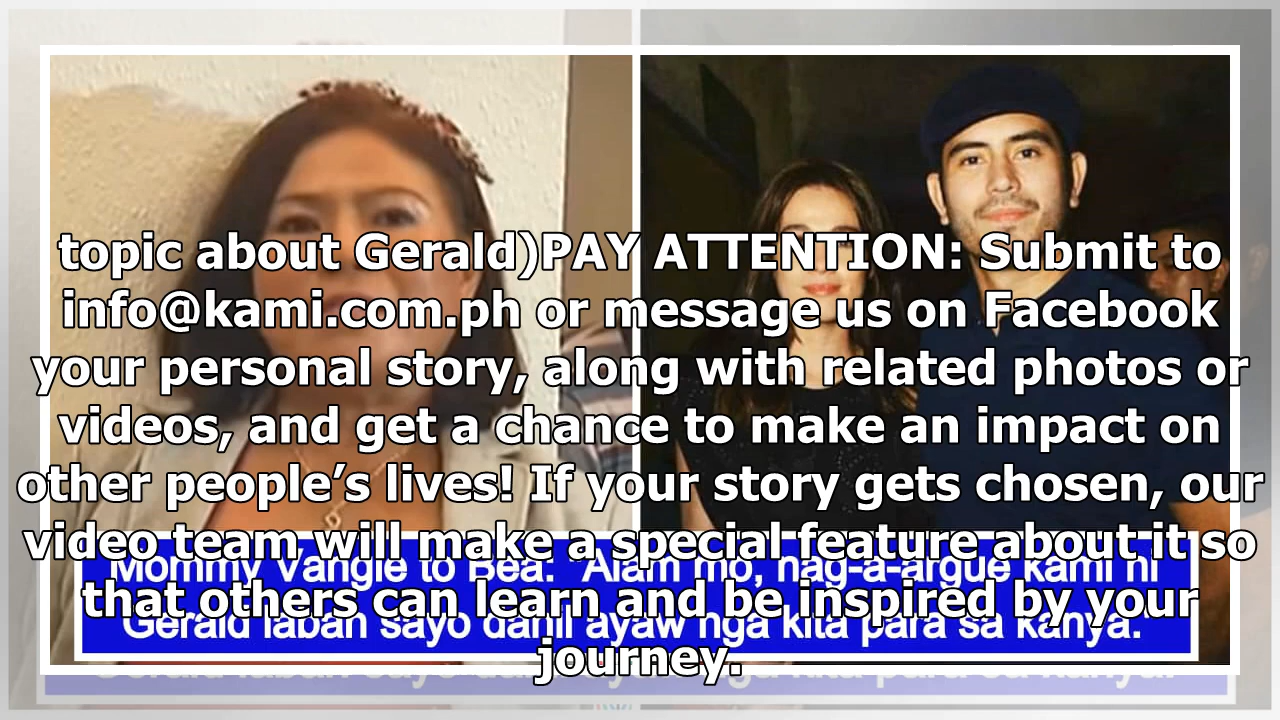 topic about Gerald)PAY ATTENTION: Submit to
info@kami.com.ph or message us on Facebook
your personal story, along with related photos or
videos, and get a chance to make an impact on
other people’s lives! If your story gets chosen, our
video team will make a special feature about it so
that others can learn and be inspired by your
journey.
Mommy Vangie to Bea: "Alam mo, nag-a-argue kami ni
Gerald laban sayo dahil ayaw nga kita para sa kanya."